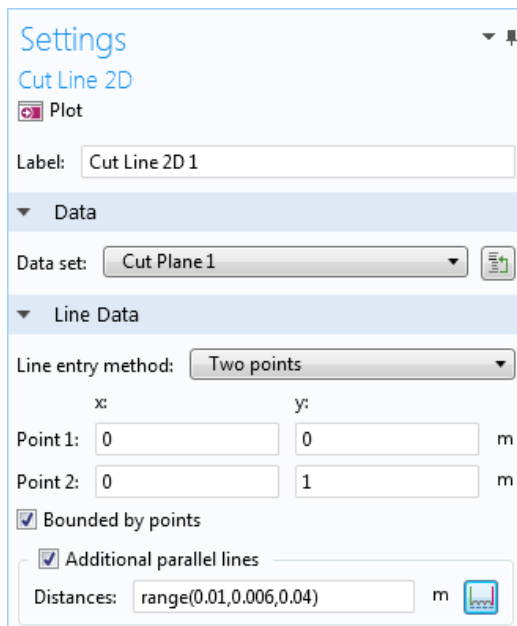 Settings
Cut Line 2D
Plot
Label: Cut Line 2D 1
Data
Data set: Cut Plane 1
Line Data
Line entry method: Two points
x: y:
Point 1: 0 0 m
Point 2: 0 1 m
Bounded by points
Additional parallel lines
Distances: range(0.01,0.006,0.04) m